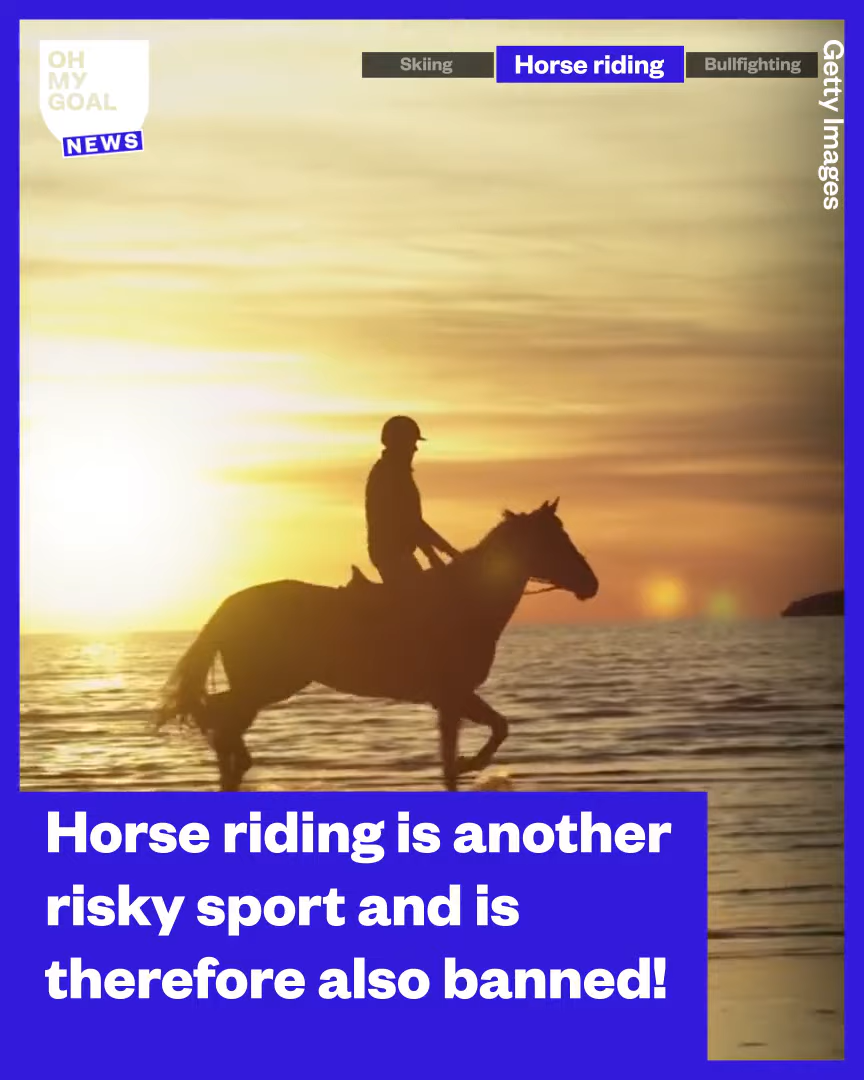 OH
MY
GOAL
NEWS
Skiing
Horse riding
Bullfighting
Getty Images
Horse riding is another
risky sport and is
therefore also banned!